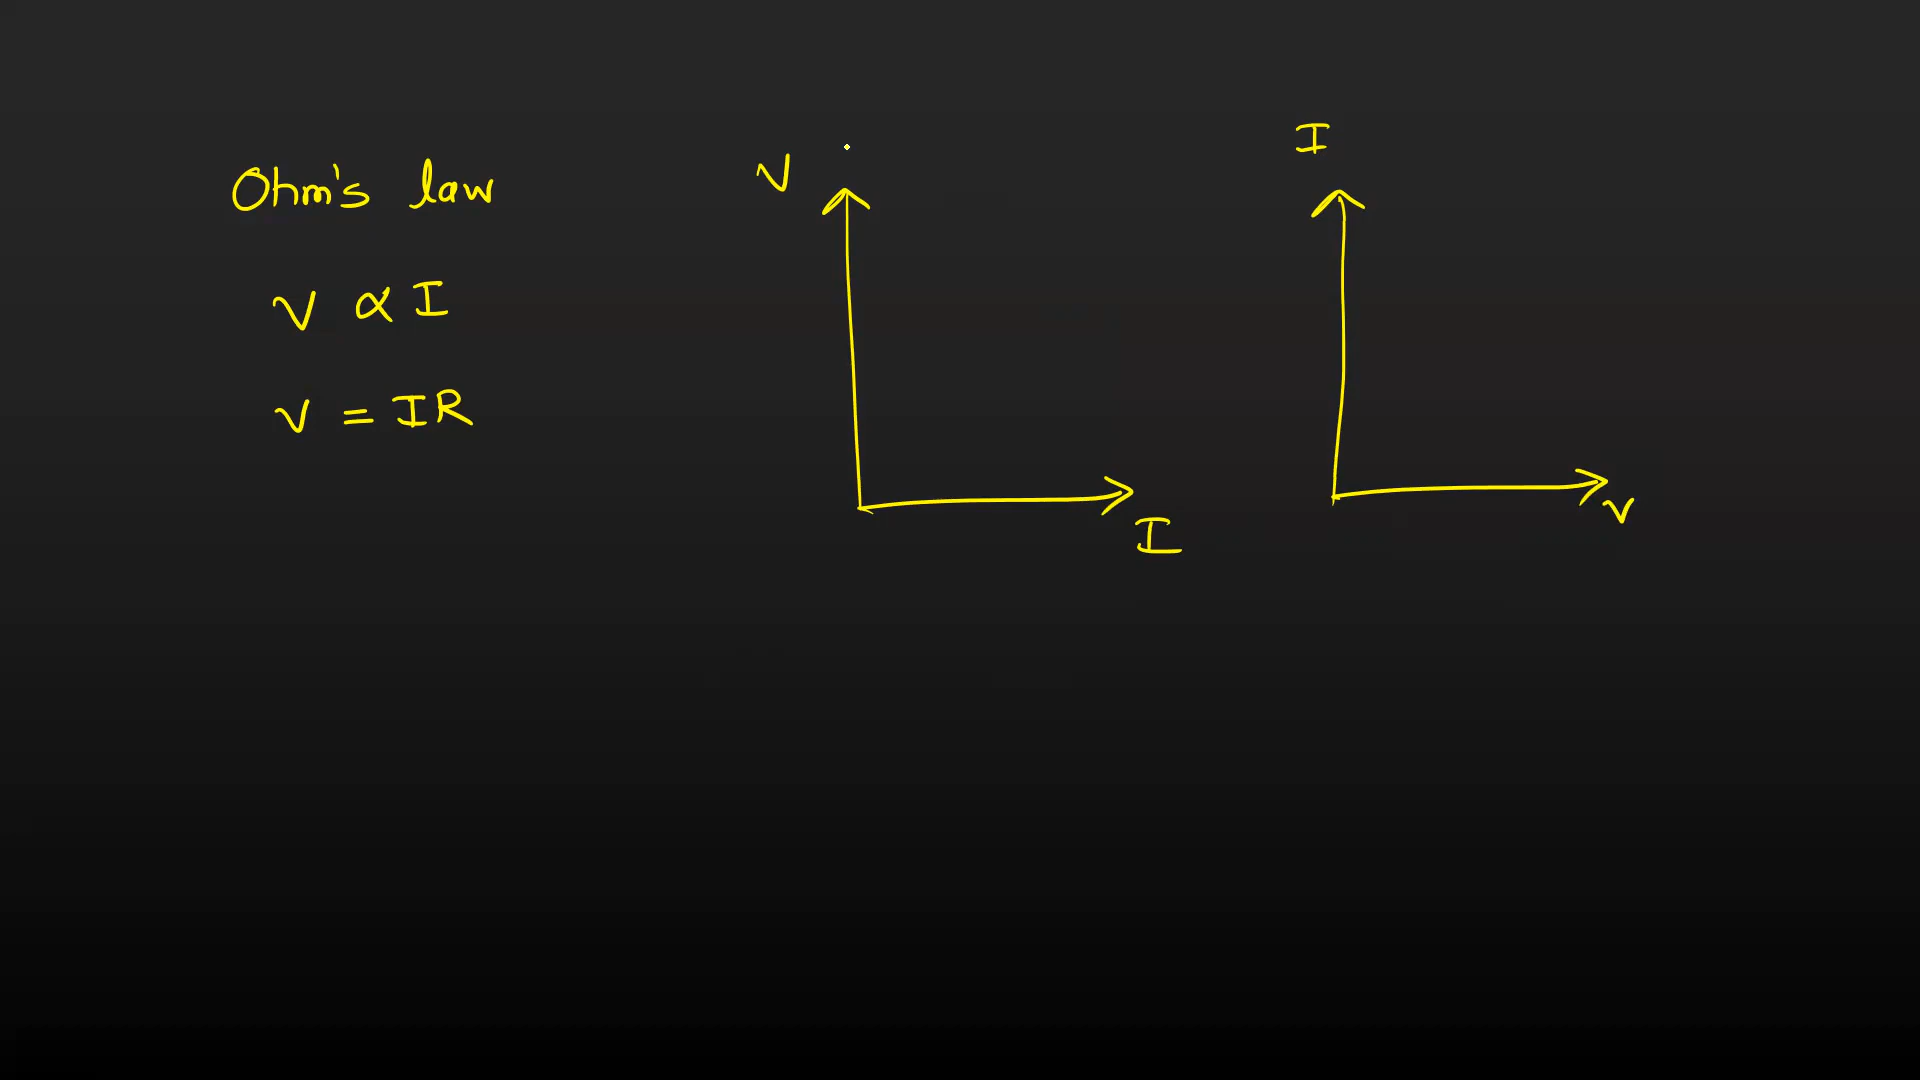 Ohm's law
V ∝ I
V = IR
V
I
I
V